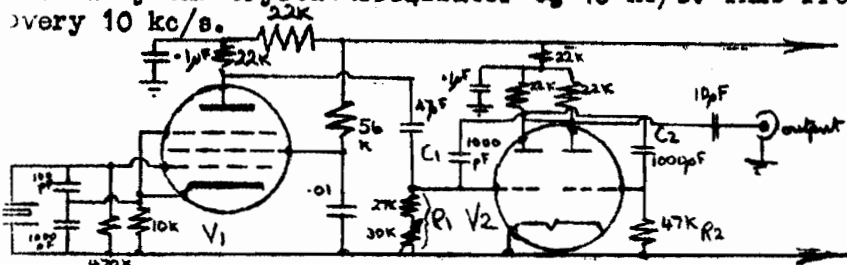 every 10 kc/s.
22K
.1µF
22K
22K
.1µF
22K
22K
47pF
10pF
56
K
C1
1000
pF
C2
1000pF
output
100
pF
.01
27K
30K
R1
V2
47K R2
1000
pF
10K
V1
470K